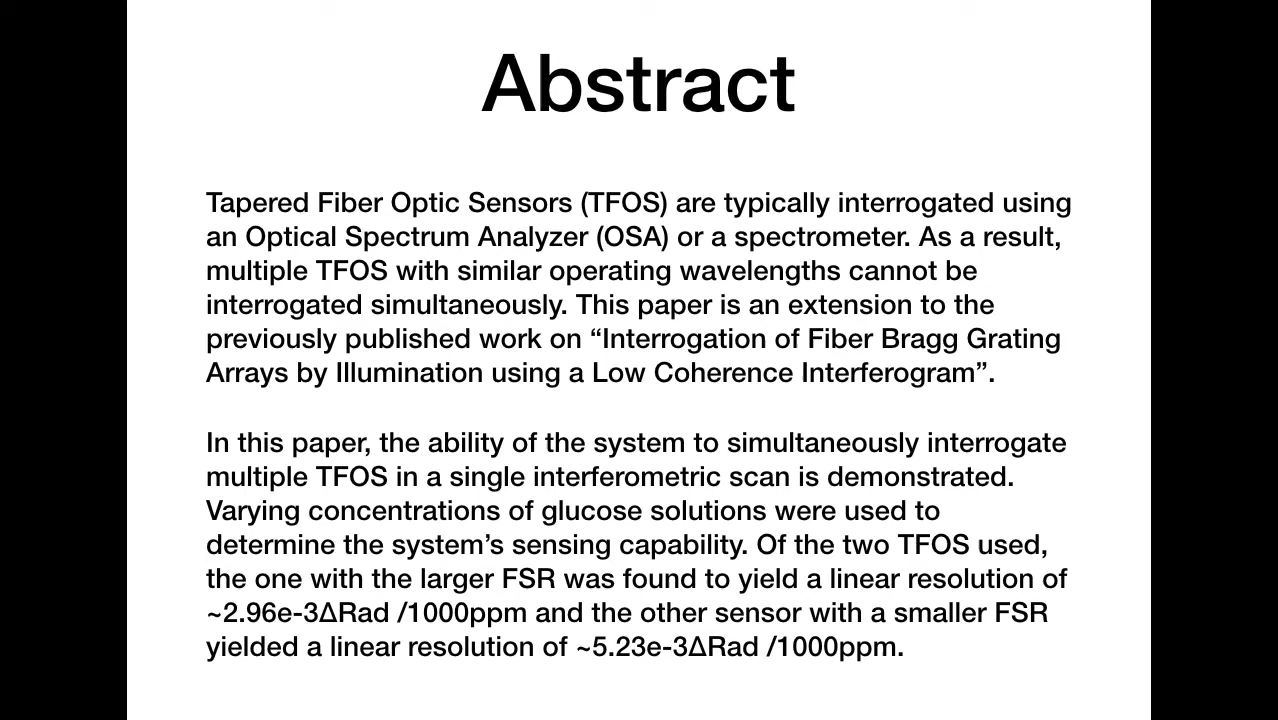 Abstract
Tapered Fiber Optic Sensors (TFOS) are typically interrogated using
an Optical Spectrum Analyzer (OSA) or a spectrometer. As a result,
multiple TFOS with similar operating wavelengths cannot be
interrogated simultaneously. This paper is an extension to the
previously published work on “Interrogation of Fiber Bragg Grating
Arrays by Illumination using a Low Coherence Interferogram”.
In this paper, the ability of the system to simultaneously interrogate
multiple TFOS in a single interferometric scan is demonstrated.
Varying concentrations of glucose solutions were used to
determine the system’s sensing capability. Of the two TFOS used,
the one with the larger FSR was found to yield a linear resolution of
~2.96e-3ΔRad /1000ppm and the other sensor with a smaller FSR
yielded a linear resolution of ~5.23e-3ΔRad /1000ppm.